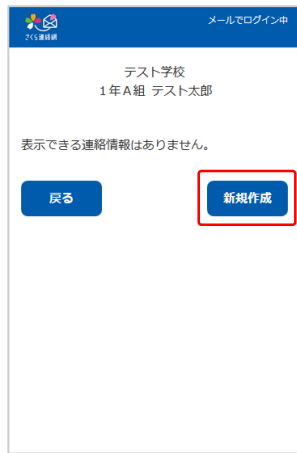 メールでログイン中
さくら連絡網
テスト学校
1年A組 テスト太郎
表示できる連絡情報はありません。
戻る
新規作成